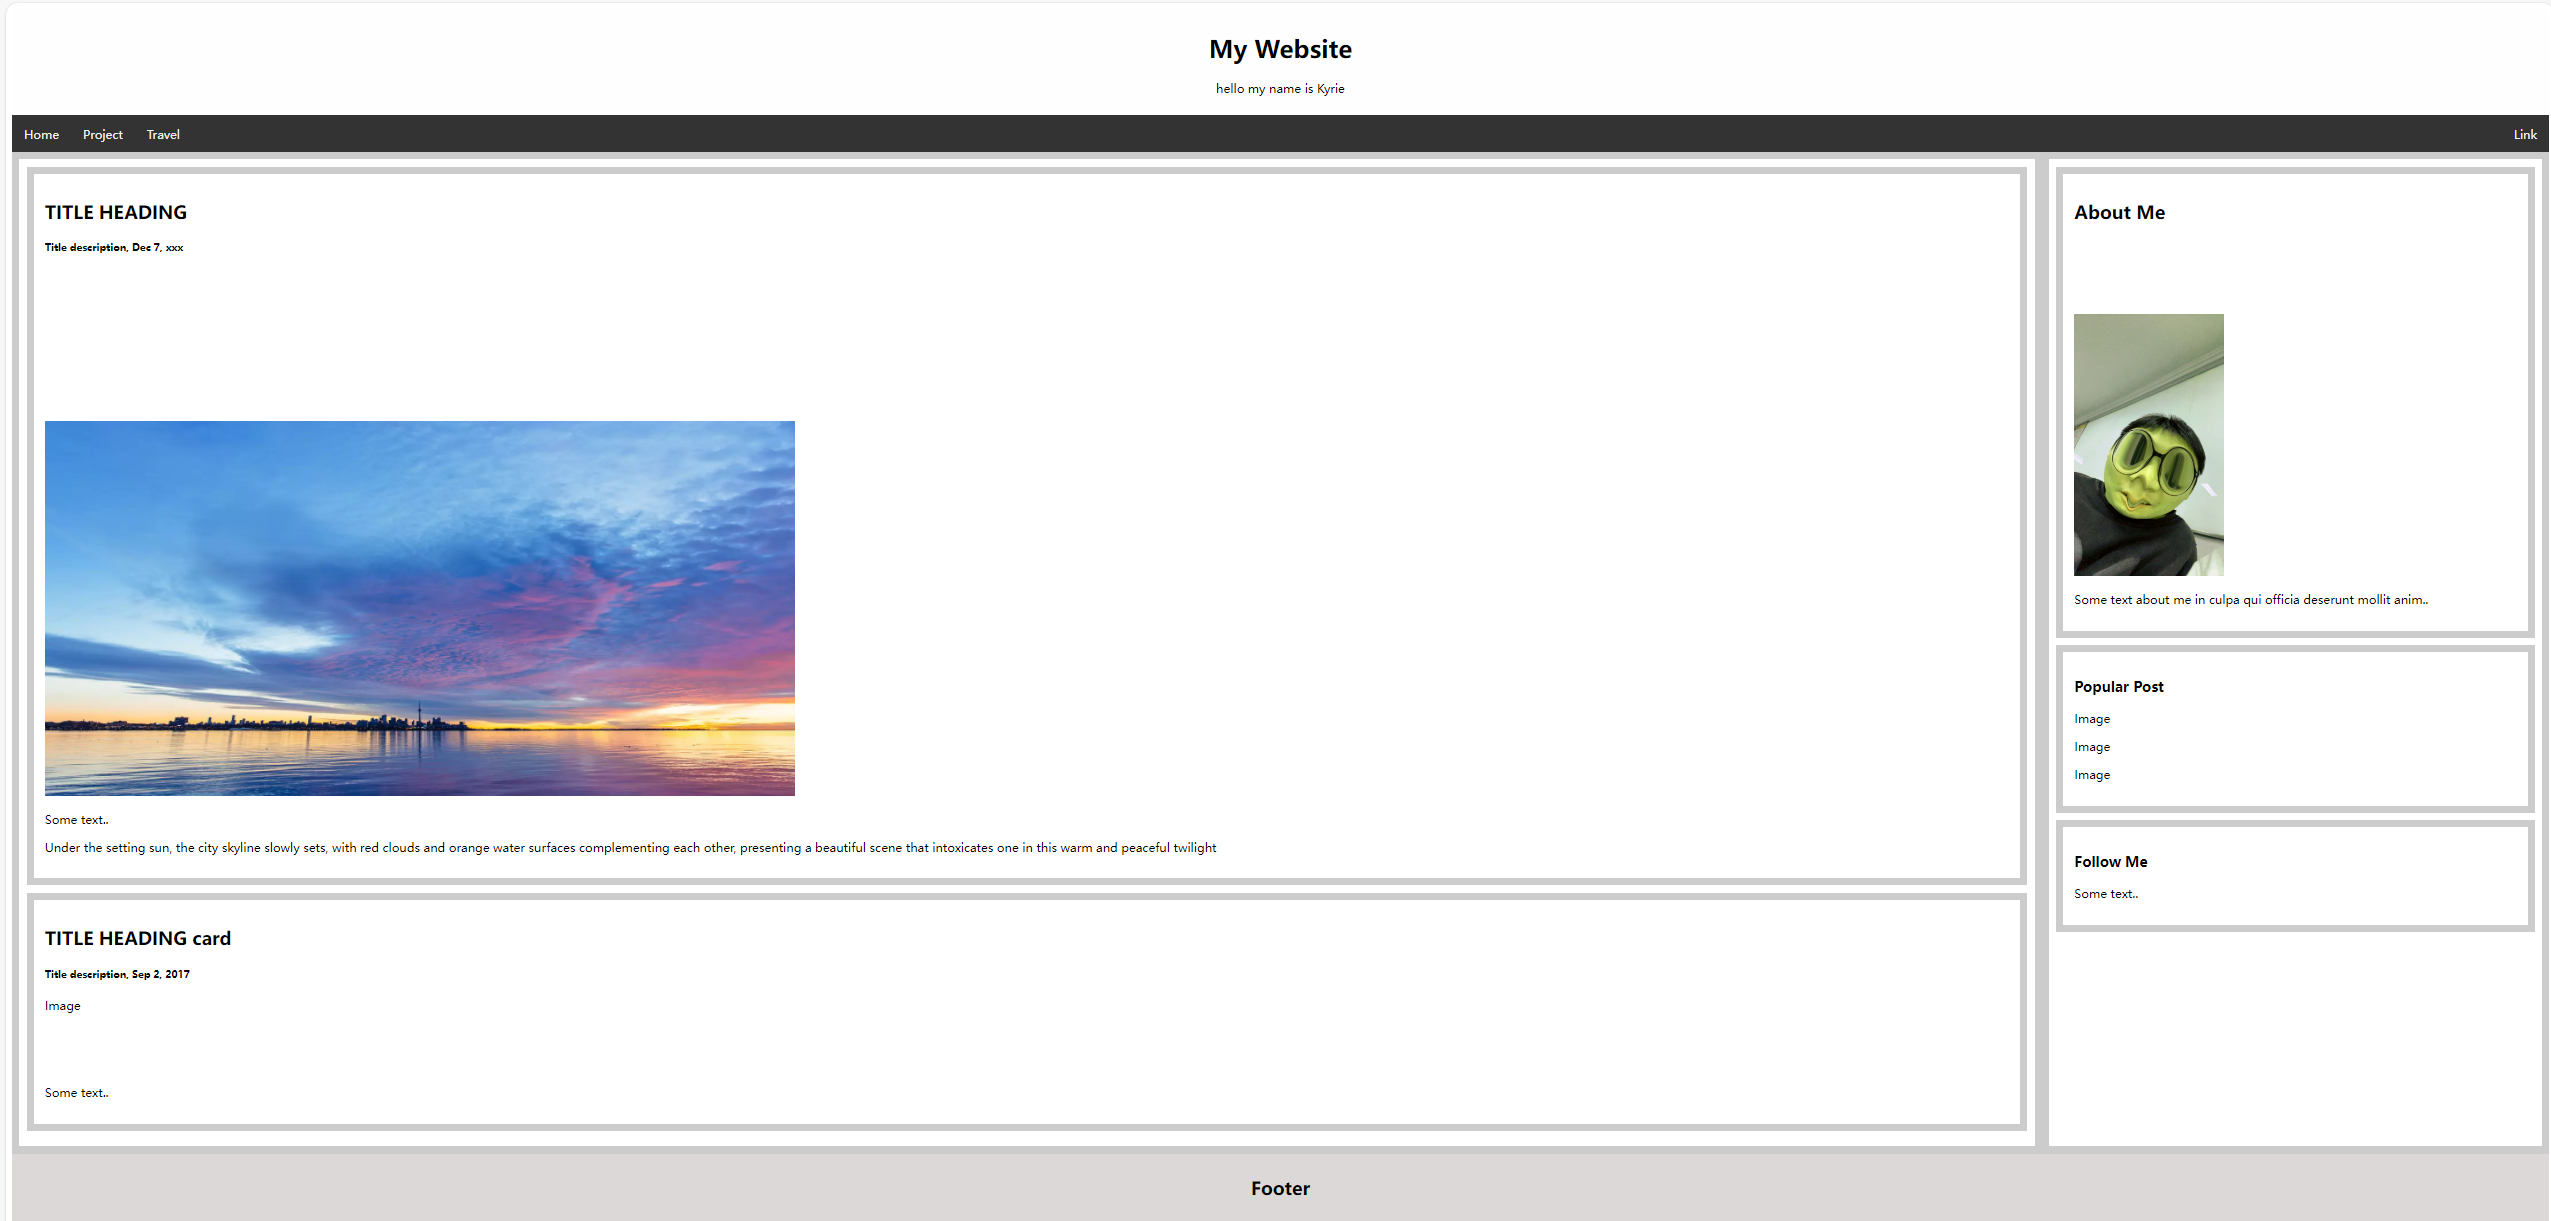 My Website
hello my name is Kyrie
Home Project Travel Link
TITLE HEADING
Title description, Dec 7, xxx
Some text..
Under the setting sun, the city skyline slowly sets, with red clouds and orange water surfaces complementing each other, presenting a beautiful scene that intoxicates one in this warm and peaceful twilight
TITLE HEADING card
Title description, Sep 2, 2017
Image
Some text..
About Me
Some text about me in culpa qui officia deserunt mollit anim..
Popular Post
Image
Image
Image
Follow Me
Some text..
Footer